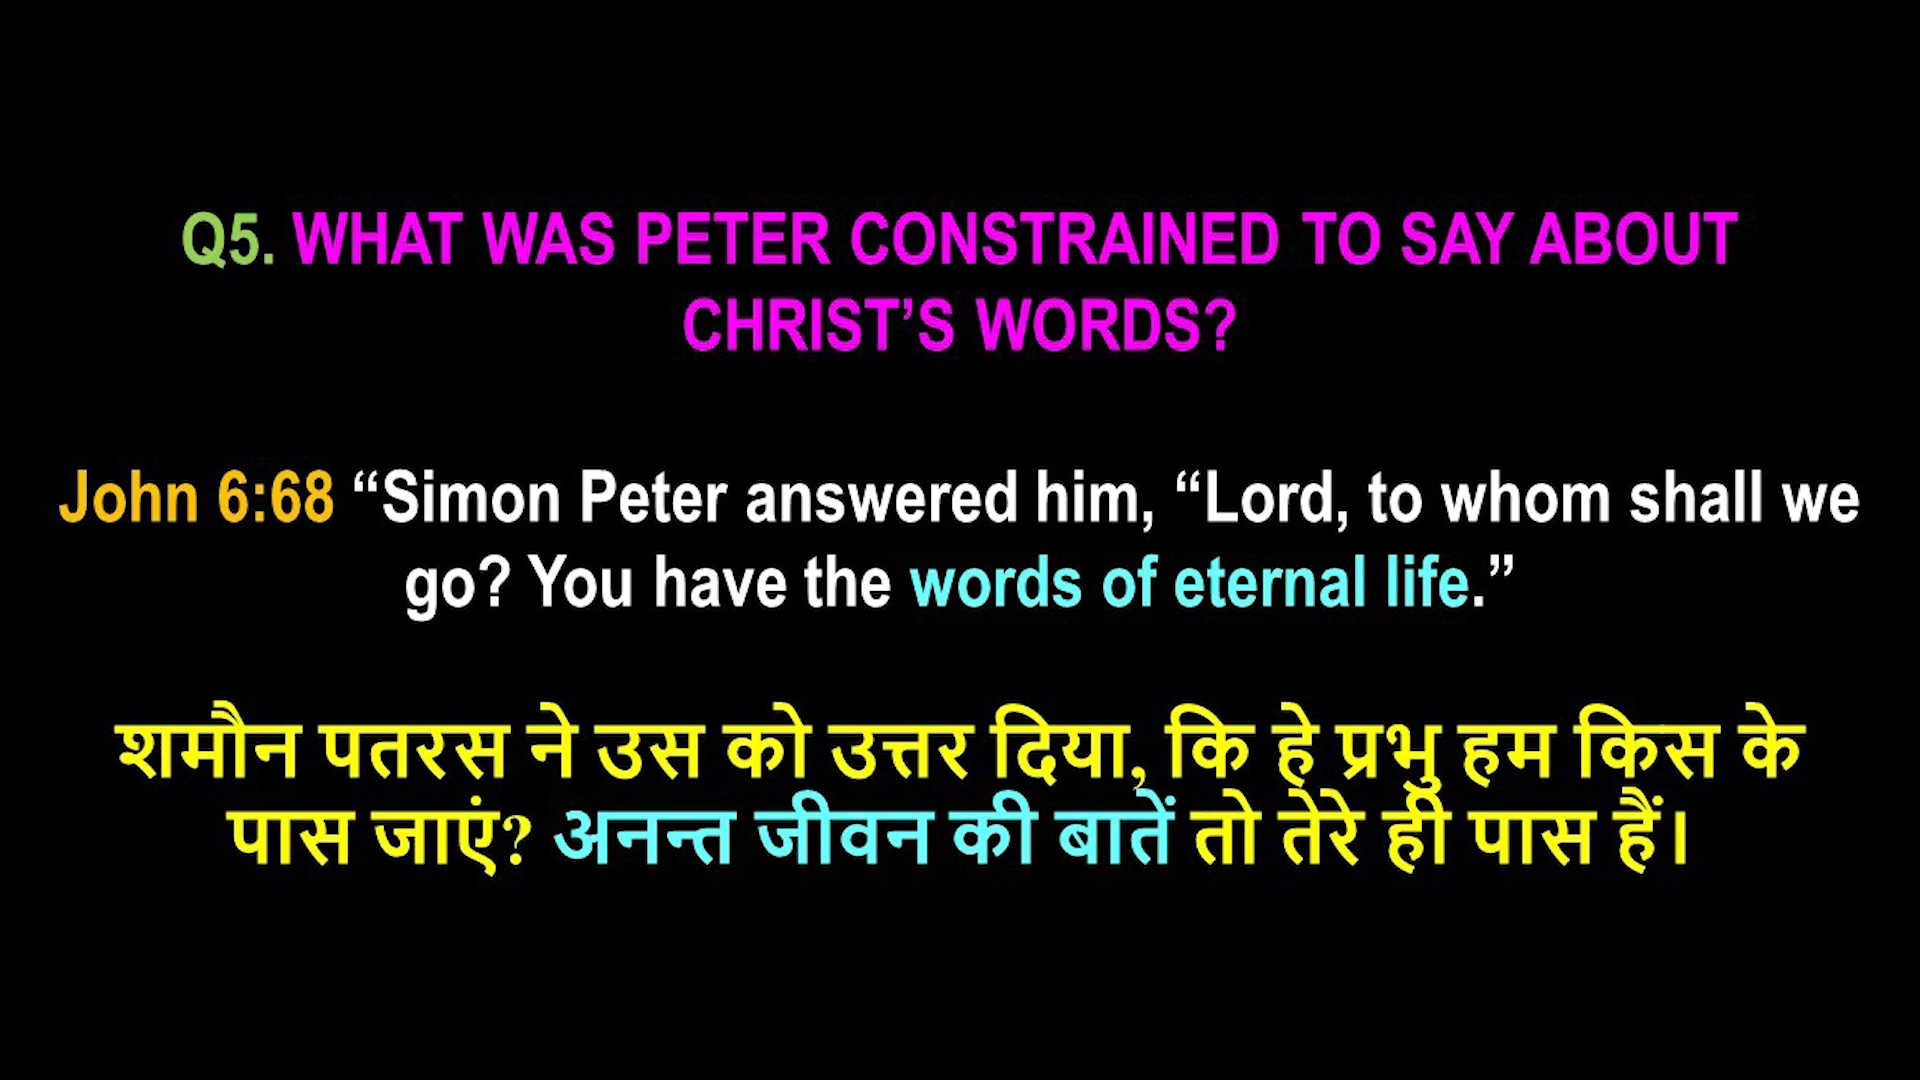 Q5. WHAT WAS PETER CONSTRAINED TO SAY ABOUT
CHRIST’S WORDS?
John 6:68 “Simon Peter answered him, “Lord, to whom shall we
go? You have the words of eternal life.”
शमौन पतरस ने उस को उत्तर दिया, कि हे प्रभु हम किस के
पास जाएं? अनन्त जीवन की बातें तो तेरे ही पास हैं।